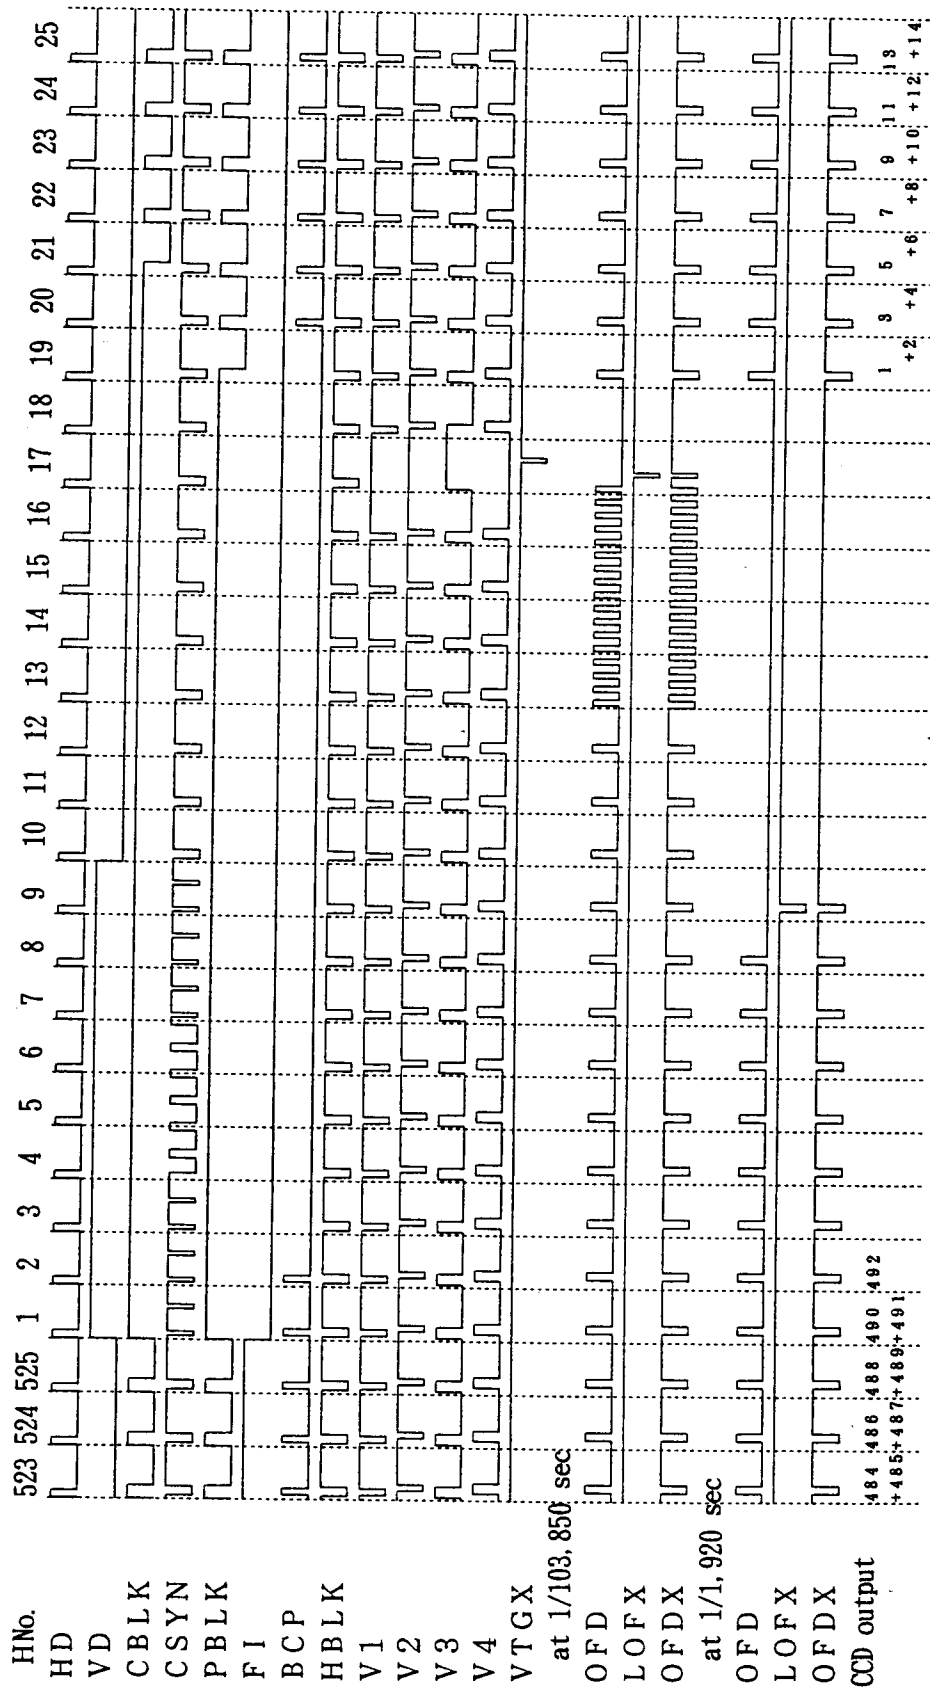 HNo. 523 524 525 1 2 3 4 5 6 7 8 9 10 11 12 13 14 15 16 17 18 19 20 21 22 23 24 25
HD
VD
CBLK
CSYN
PBLK
FI
BCP
HBLK
V1
V2
V3
V4
VTGX
at 1/103,850 sec
OFD
LOFX
OFDX
at 1/1,920 sec
OFD
LOFX
OFDX
CCD output 484 486 488 490 492 1 3 5 7 9 11 13
+485+487+489+491 +2 +4 +6 +8 +10 +12 +14